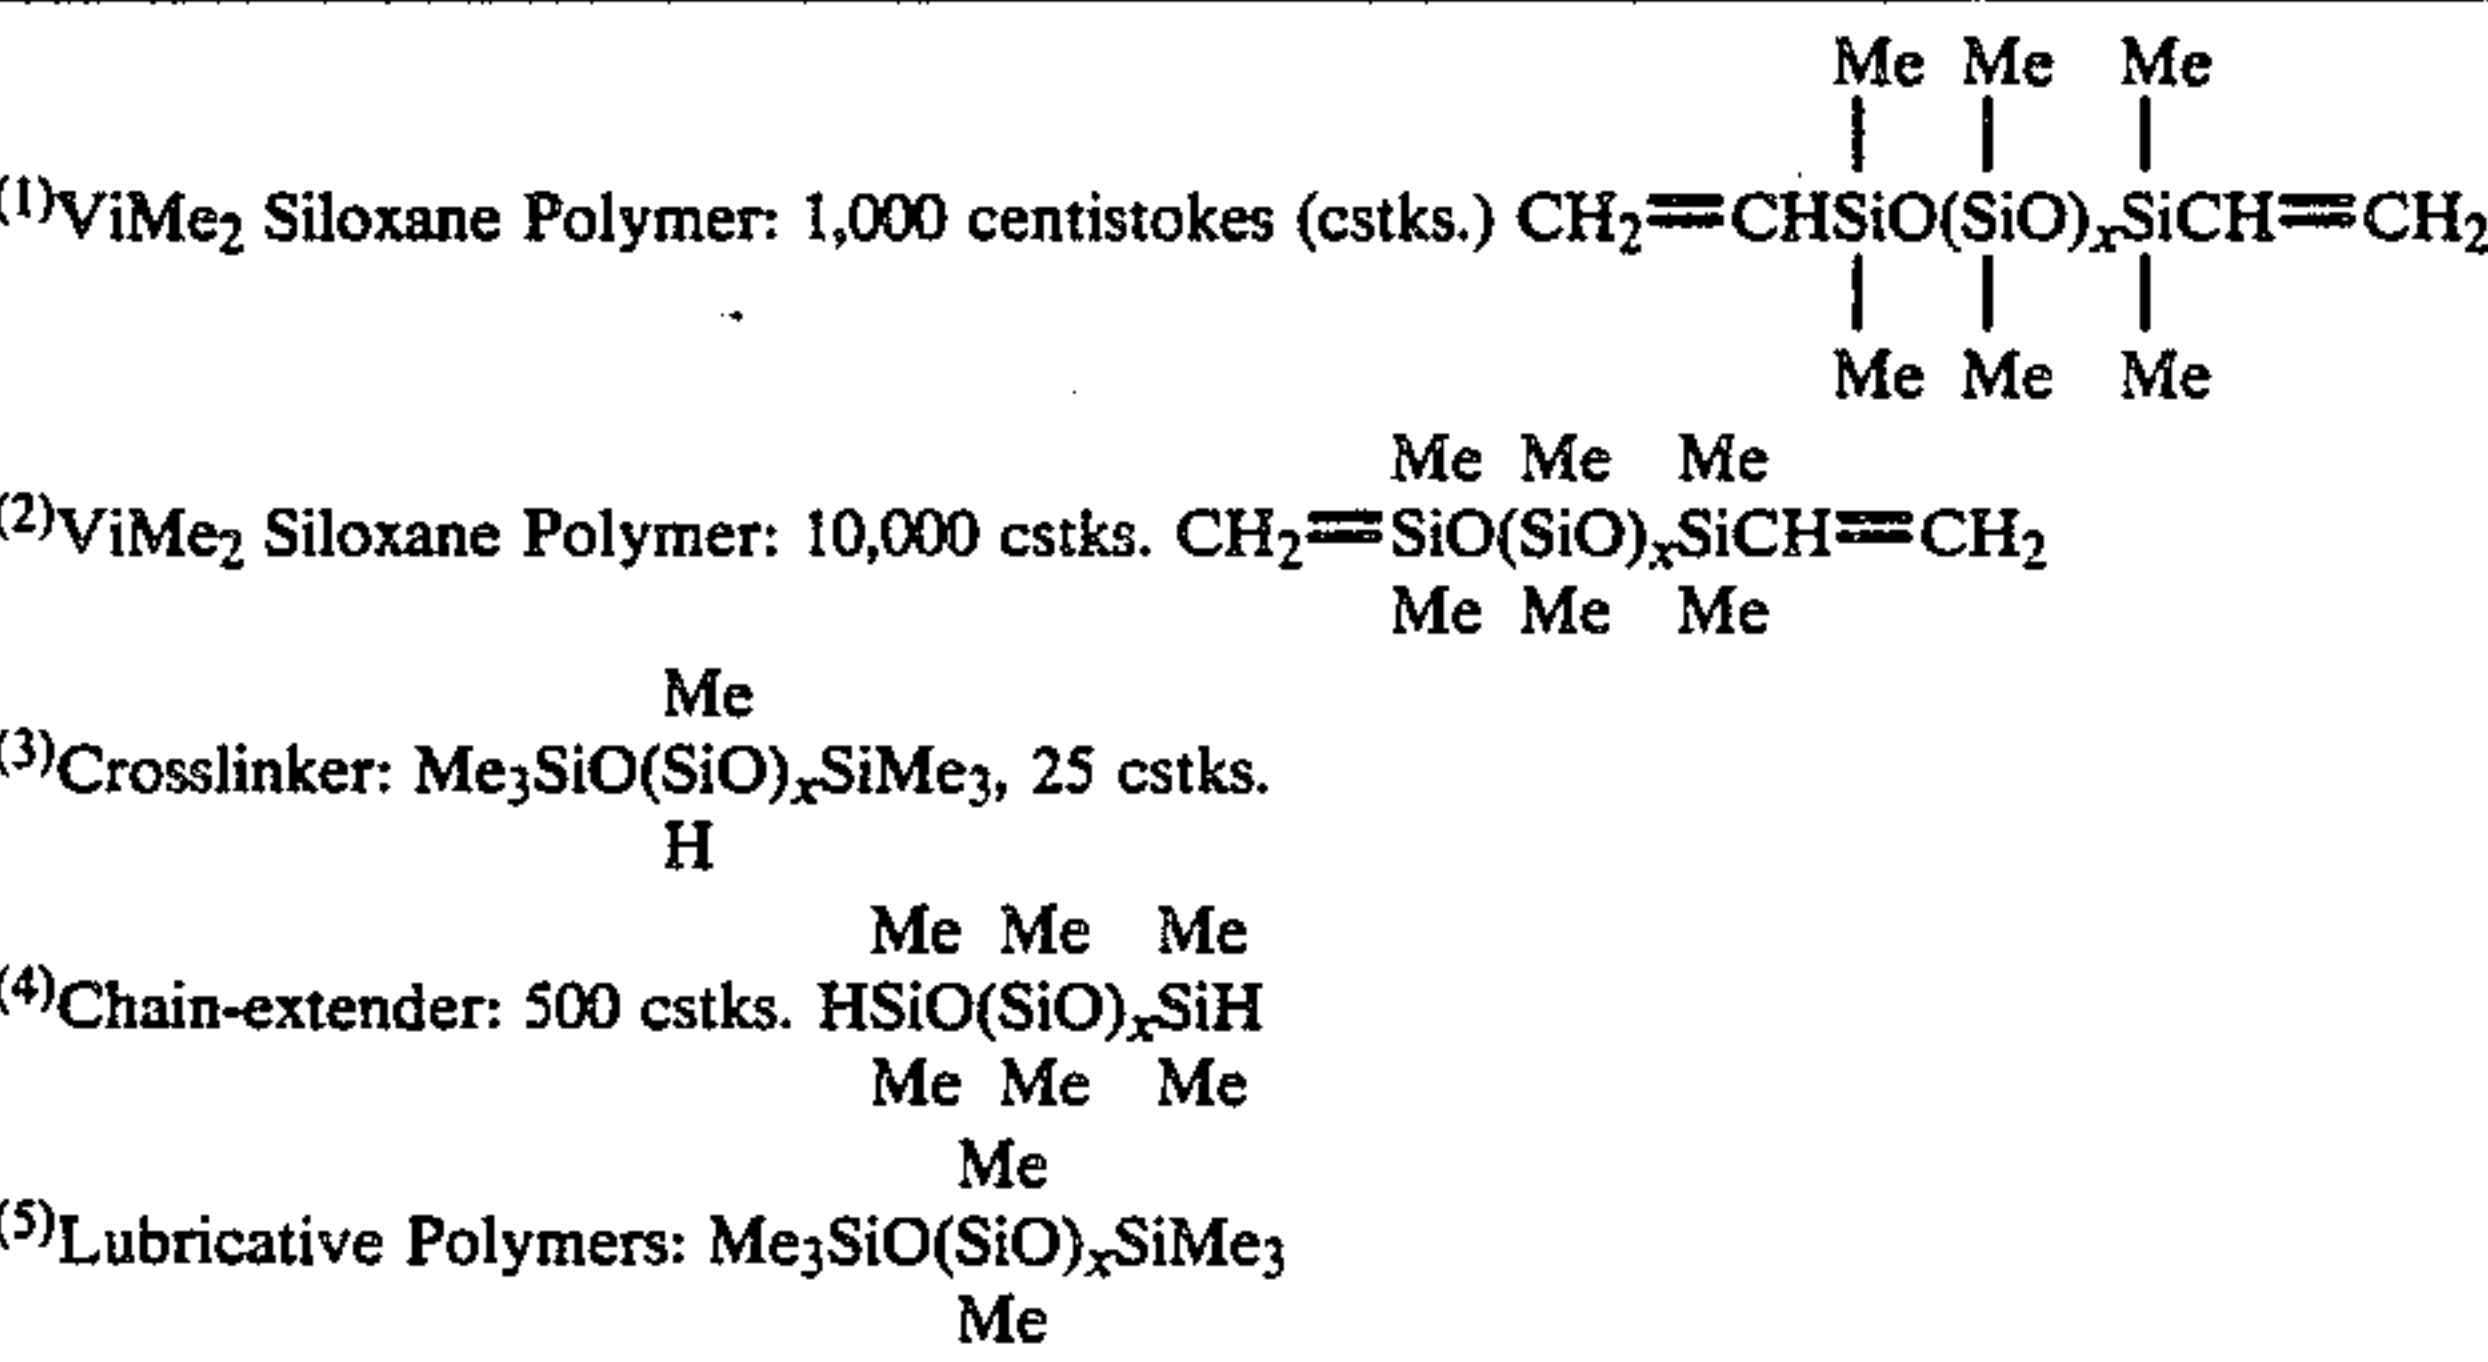 Me Me Me
(1)ViMe2 Siloxane Polymer: 1,000 centistokes (cstks.) CH2=CHSiO(SiO)xSiCH=CH2
Me Me Me
Me Me Me
(2)ViMe2 Siloxane Polymer: 10,000 cstks. CH2=SiO(SiO)xSiCH=CH2
Me Me Me
Me
(3)Crosslinker: Me3SiO(SiO)xSiMe3, 25 cstks.
H
Me Me Me
(4)Chain-extender: 500 cstks. HSiO(SiO)xSiH
Me Me Me
Me
(5)Lubricative Polymers: Me3SiO(SiO)xSiMe3
Me